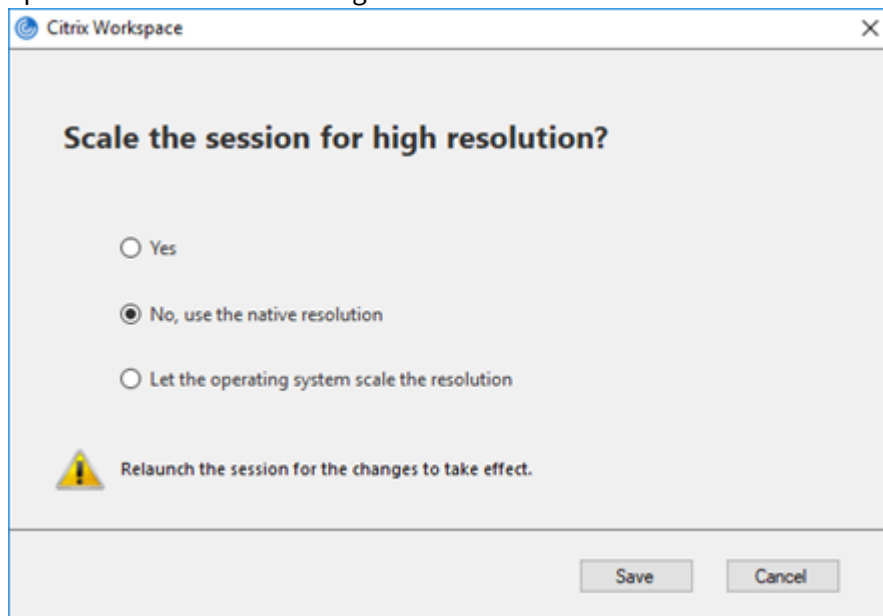 Citrix Workspace
Scale the session for high resolution?
Yes
No, use the native resolution
Let the operating system scale the resolution
Relaunch the session for the changes to take effect.
Save Cancel